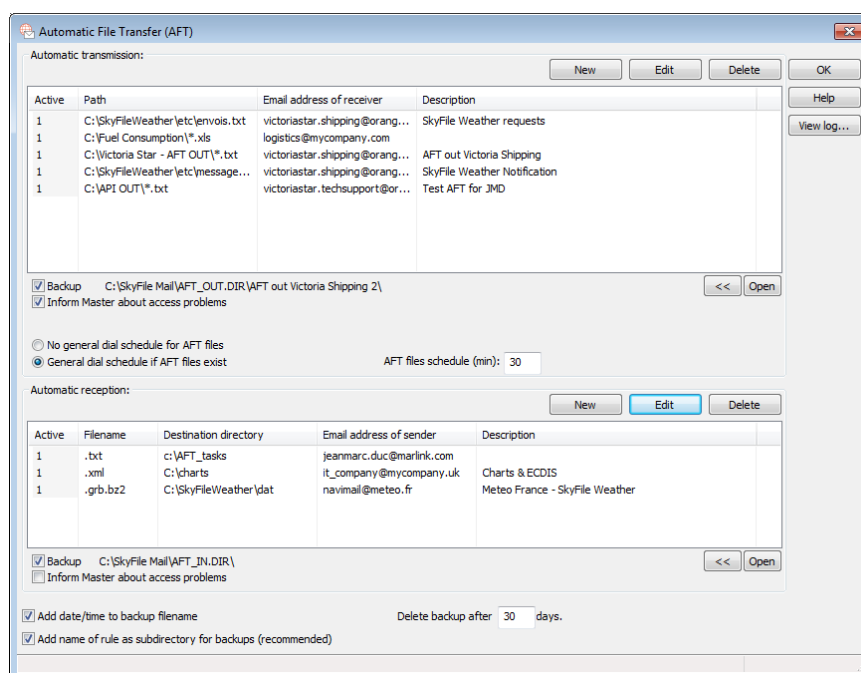 Automatic File Transfer (AFT)
Automatic transmission:
New Edit Delete OK
Active Path Email address of receiver Description Help
1 C:\SkyFileWeather\etc\envois.txt victoriastar.shipping@orang... SkyFile Weather requests View log...
1 C:\Fuel Consumption\*.xls logistics@mycompany.com
1 C:\Victoria Star - AFT OUT\*.txt victoriastar.shipping@orang... AFT out Victoria Shipping
1 C:\SkyFileWeather\etc\message... victoriastar.shipping@orang... SkyFile Weather Notification
1 C:\API OUT\*.txt victoriastar.techsupport@or... Test AFT for JMD
Backup C:\SkyFile Mail\AFT_OUT.DIR\AFT out Victoria Shipping 2\ << Open
Inform Master about access problems
No general dial schedule for AFT files
General dial schedule if AFT files exist AFT files schedule (min): 30
Automatic reception:
New Edit Delete
Active Filename Destination directory Email address of sender Description
1 .txt c:\AFT_tasks jeanmarc.duc@marlink.com
1 .xml C:\charts it_company@mycompany.uk Charts & ECDIS
1 .grb.bz2 C:\SkyFileWeather\dat navimail@meteo.fr Meteo France - SkyFile Weather
Backup C:\SkyFile Mail\AFT_IN.DIR\ << Open
Inform Master about access problems
Add date/time to backup filename Delete backup after 30 days.
Add name of rule as subdirectory for backups (recommended)